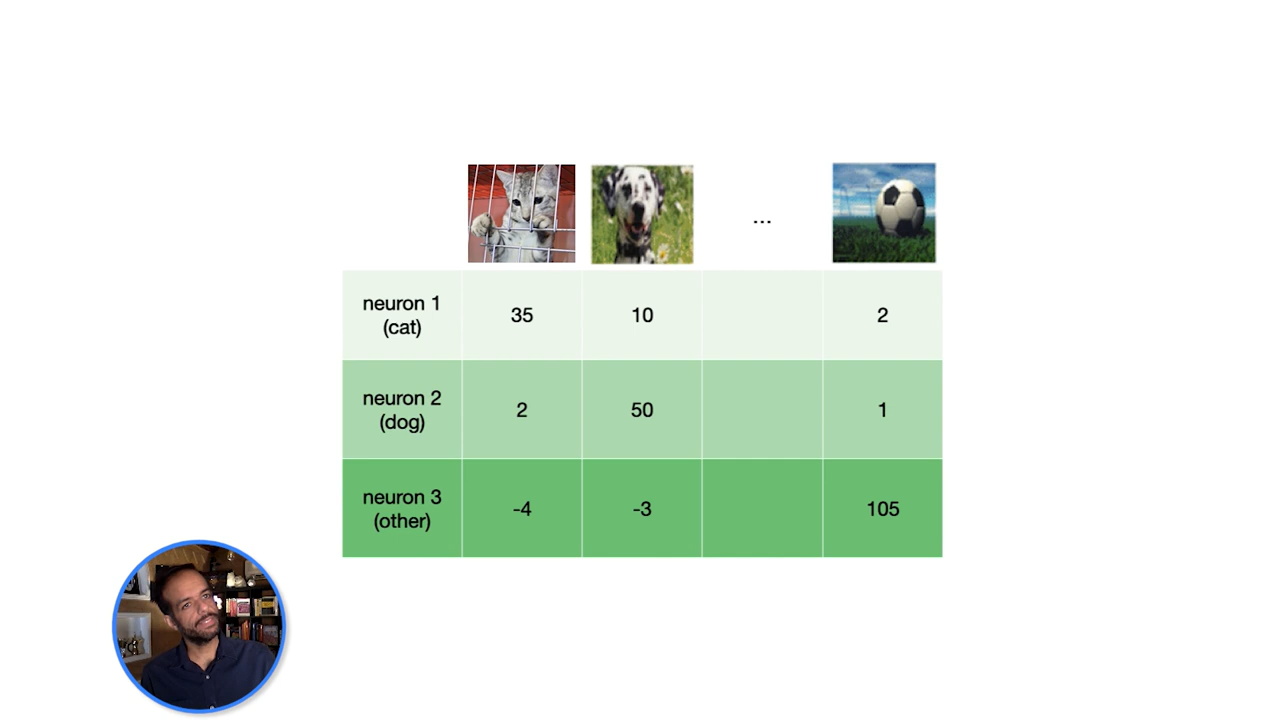 ...
neuron 1
(cat)
35
10
2
neuron 2
(dog)
2
50
1
neuron 3
(other)
-4
-3
105